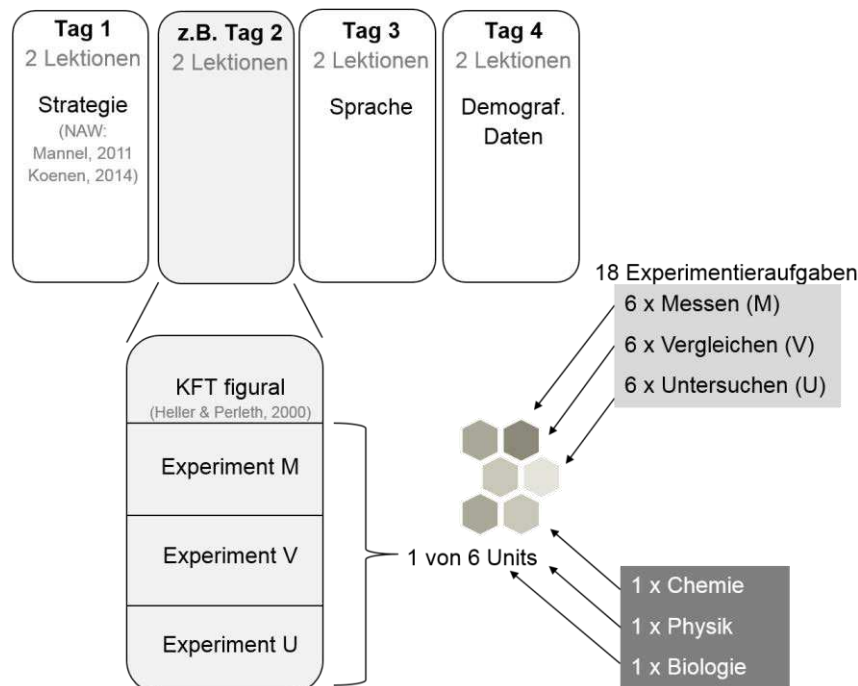 Tag 1
2 Lektionen
Strategie
(NAW:
Mannel, 2011
Koenen, 2014)
z.B. Tag 2
2 Lektionen
Tag 3
2 Lektionen
Sprache
Tag 4
2 Lektionen
Demograf.
Daten
18 Experimentieraufgaben
6 x Messen (M)
6 x Vergleichen (V)
6 x Untersuchen (U)
KFT figural
(Heller & Perleth, 2000)
Experiment M
Experiment V
Experiment U
1 von 6 Units
1 x Chemie
1 x Physik
1 x Biologie